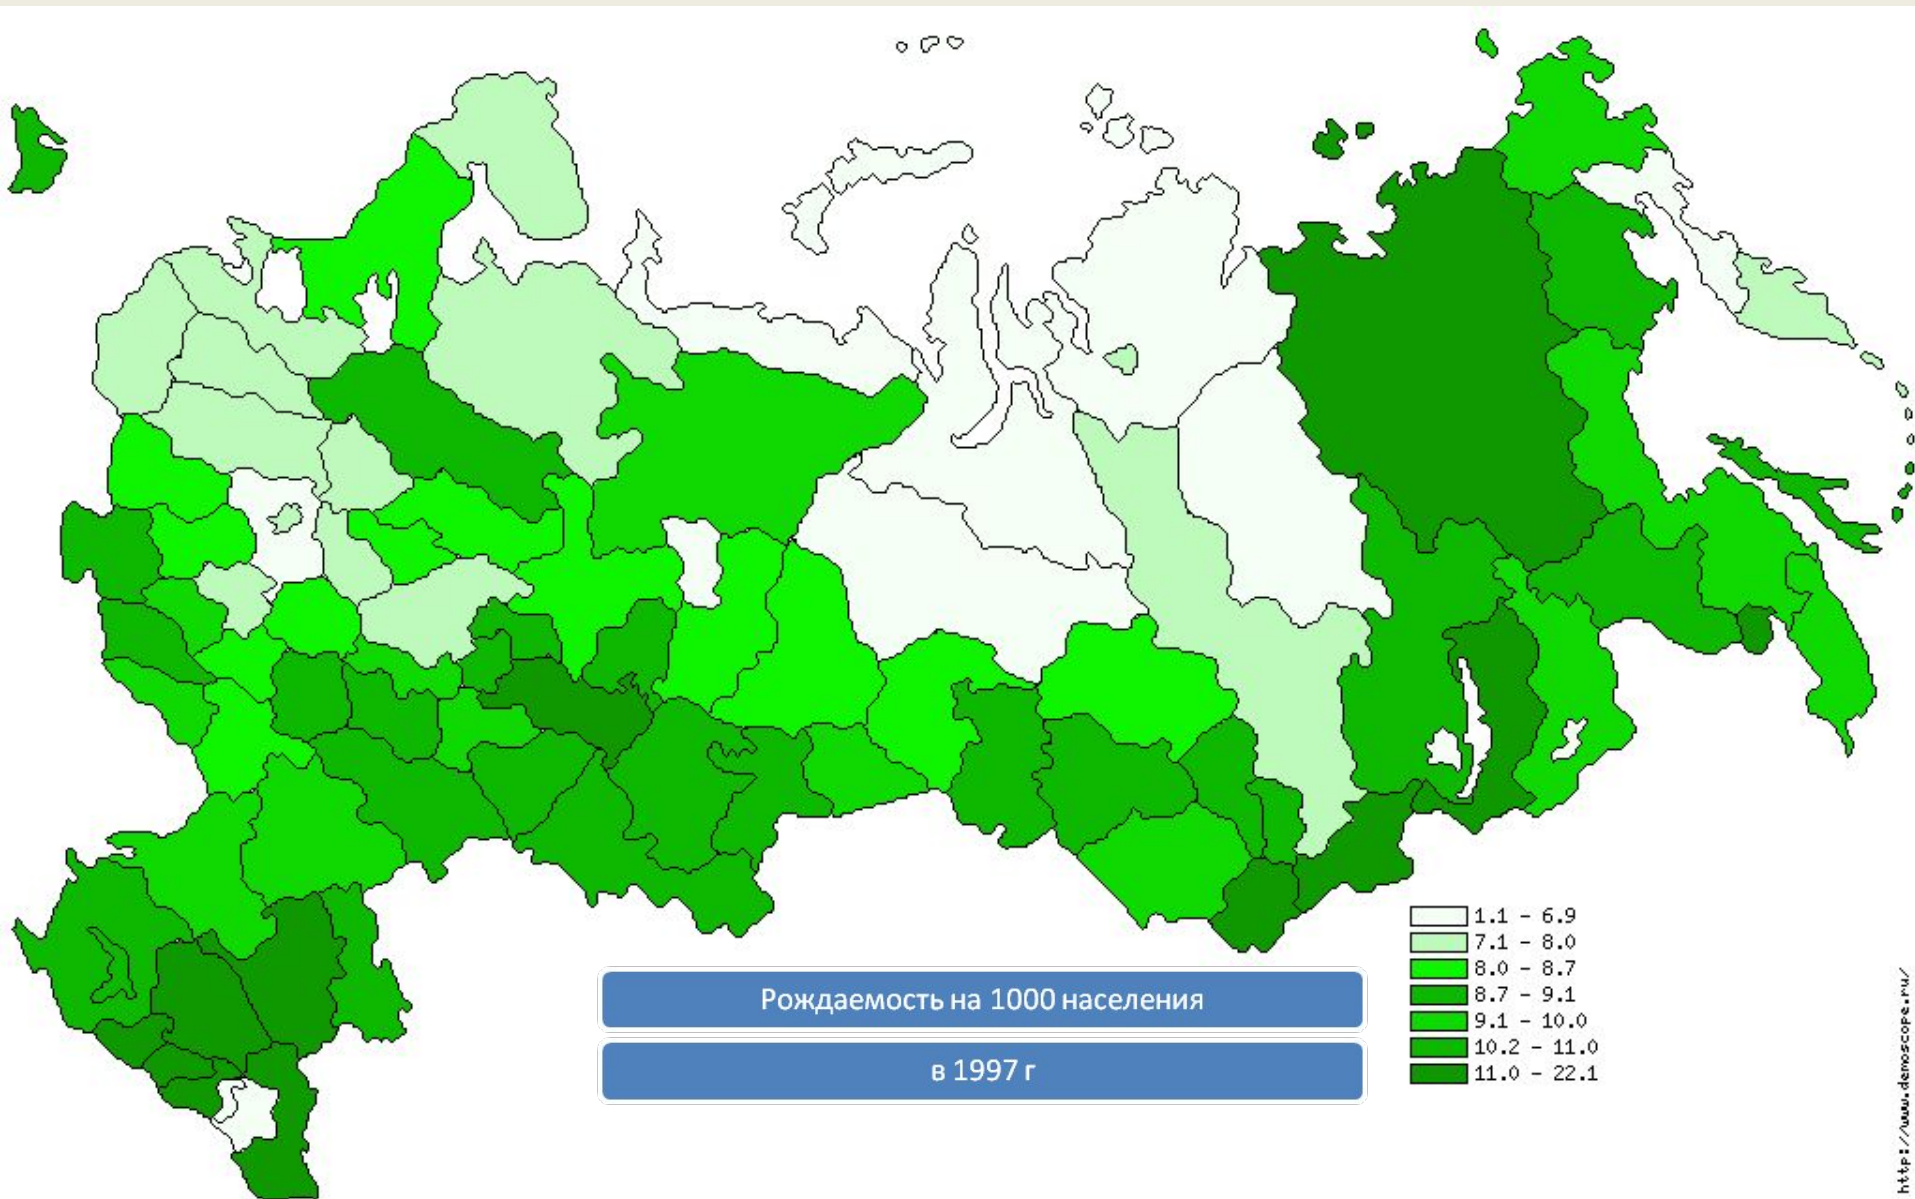 1.1 - 6.9
7.1 - 8.0
8.0 - 8.7
8.7 - 9.1
9.1 - 10.0
10.2 - 11.0
11.0 - 22.1
Рождаемость на 1000 населения
в 1997 г
http://www.demoscope.ru/